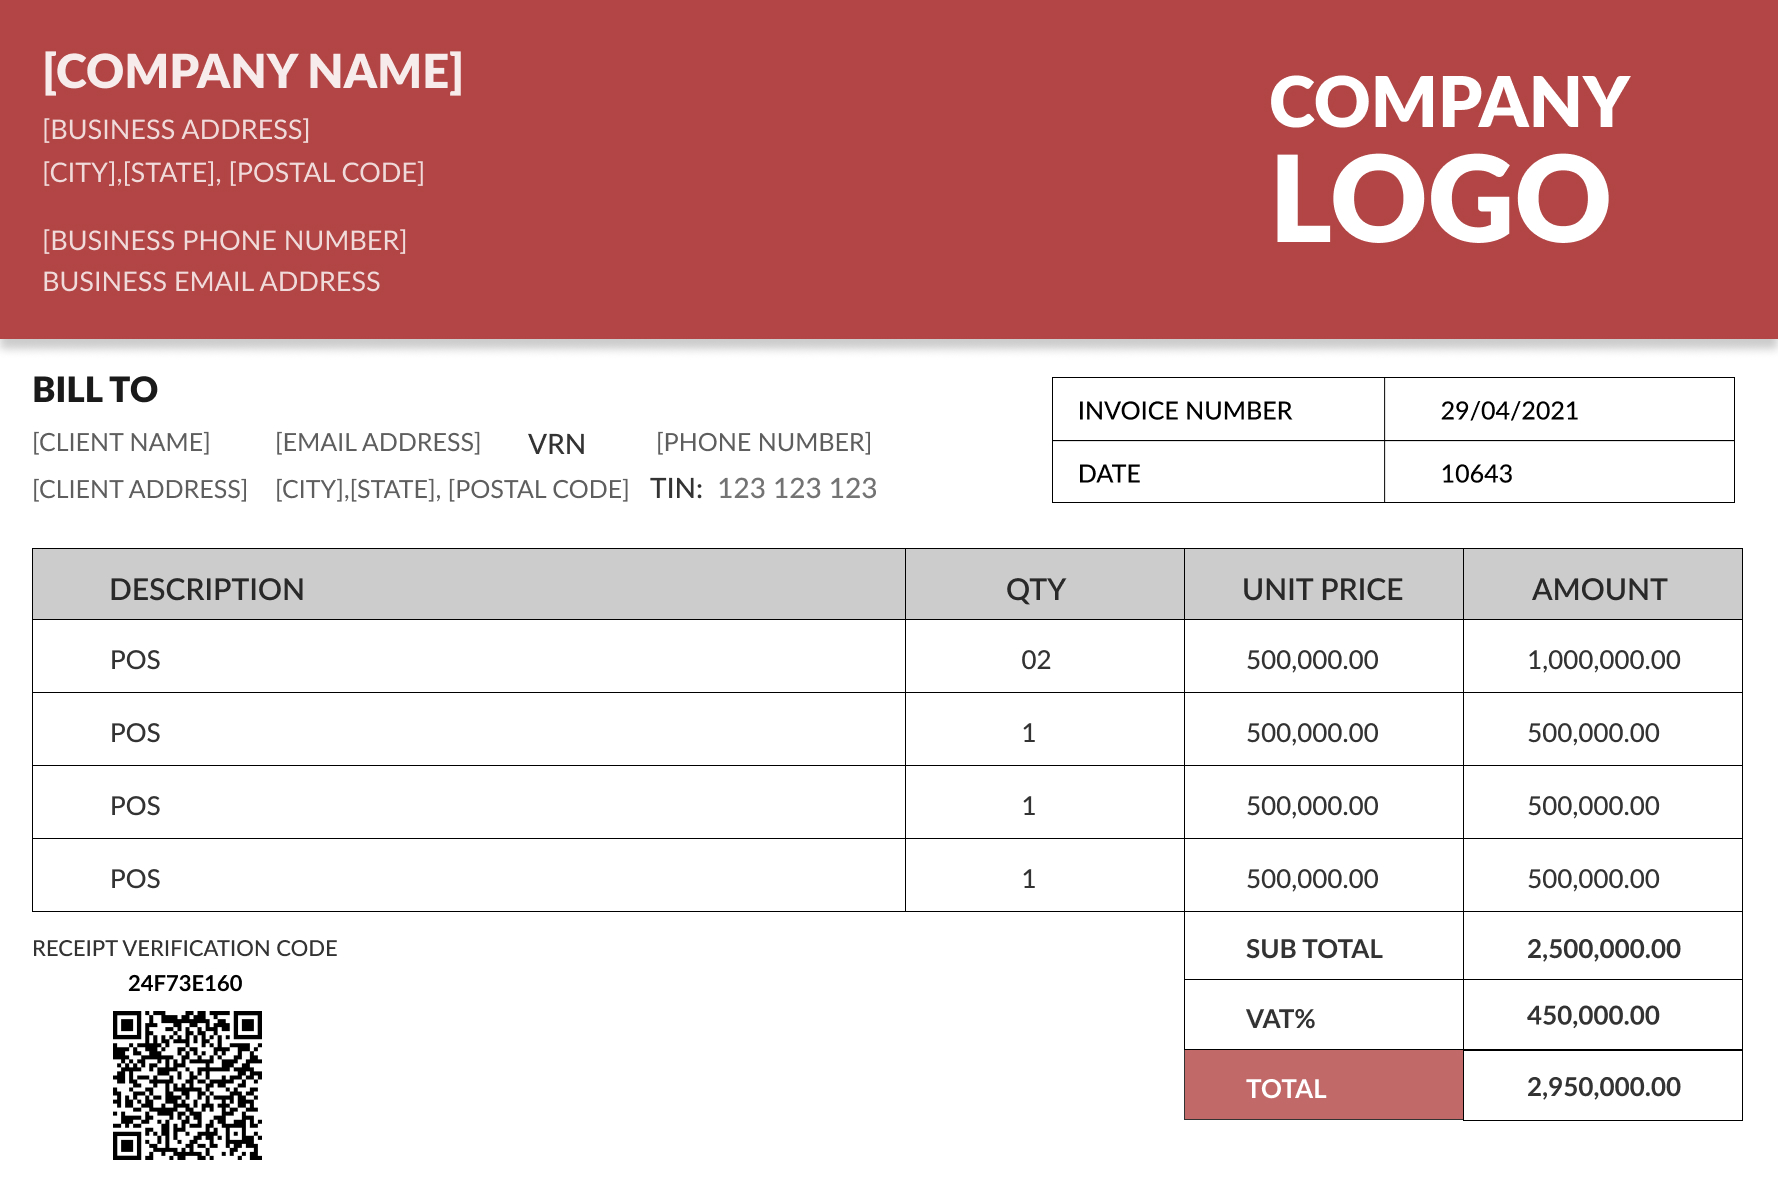 [COMPANY NAME]
[BUSINESS ADDRESS]
[CITY],[STATE], [POSTAL CODE]
[BUSINESS PHONE NUMBER]
BUSINESS EMAIL ADDRESS
COMPANY
LOGO
BILL TO
[CLIENT NAME] [EMAIL ADDRESS] VRN [PHONE NUMBER]
[CLIENT ADDRESS] [CITY],[STATE], [POSTAL CODE] TIN: 123 123 123
INVOICE NUMBER 29/04/2021
DATE 10643
DESCRIPTION QTY UNIT PRICE AMOUNT
POS 02 500,000.00 1,000,000.00
POS 1 500,000.00 500,000.00
POS 1 500,000.00 500,000.00
POS 1 500,000.00 500,000.00
SUB TOTAL 2,500,000.00
VAT% 450,000.00
TOTAL 2,950,000.00
RECEIPT VERIFICATION CODE
24F73E160